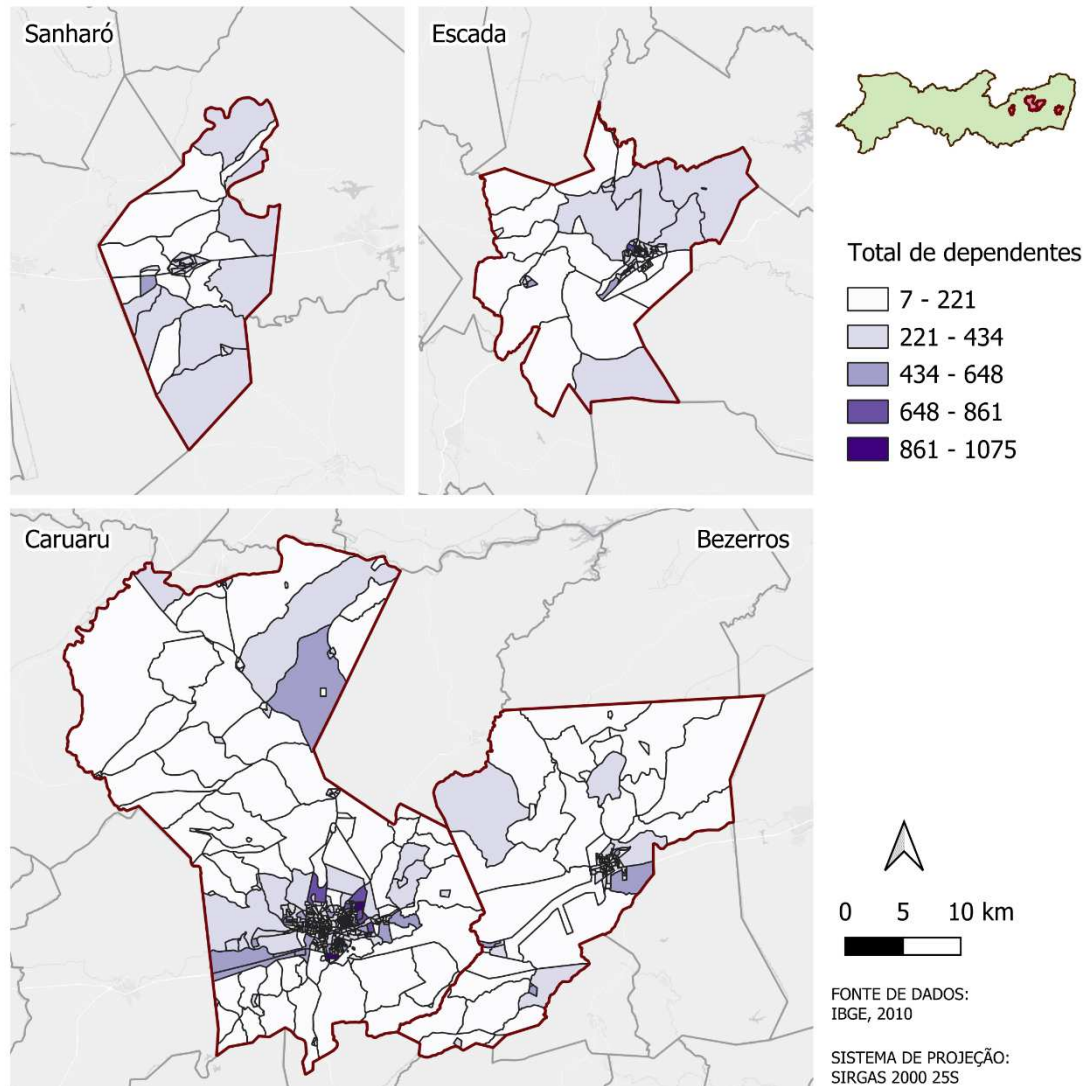 Sanharó
Escada
Total de dependentes
7 - 221
221 - 434
434 - 648
648 - 861
861 - 1075
Caruaru
Bezerros
0 5 10 km
FONTE DE DADOS:
IBGE, 2010
SISTEMA DE PROJEÇÃO:
SIRGAS 2000 25S